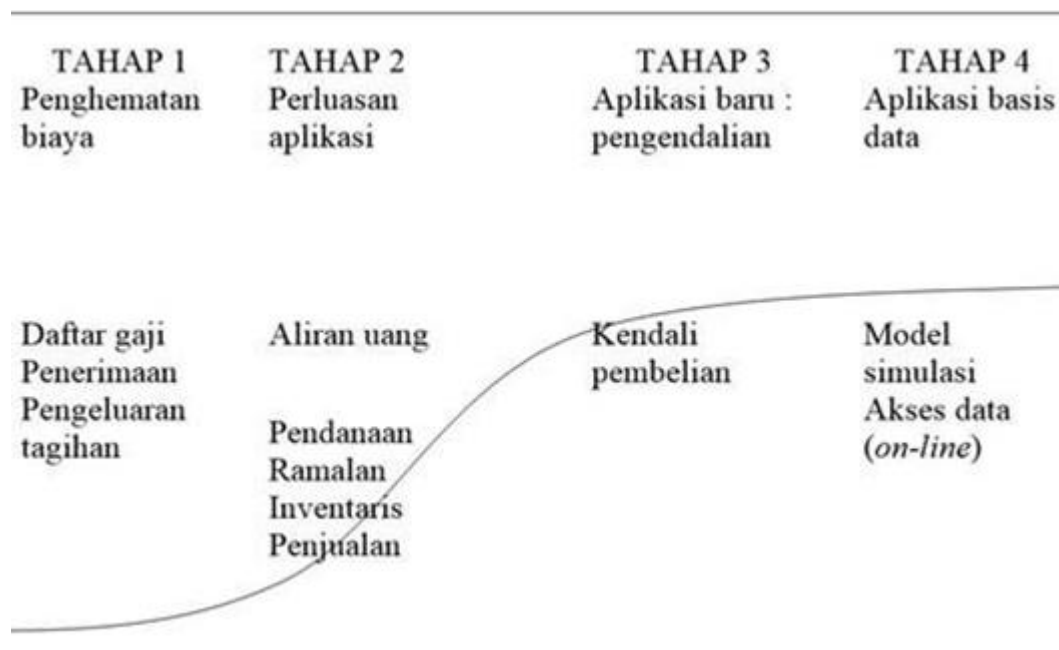 TAHAP 1
Penghematan
biaya
TAHAP 2
Perluasan
aplikasi
TAHAP 3
Aplikasi baru :
pengendalian
TAHAP 4
Aplikasi basis
data
Daftar gaji
Penerimaan
Pengeluaran
tagihan
Aliran uang
Pendanaan
Ramalan
Inventaris
Penjualan
Kendali
pembelian
Model
simulasi
Akses data
(on-line)